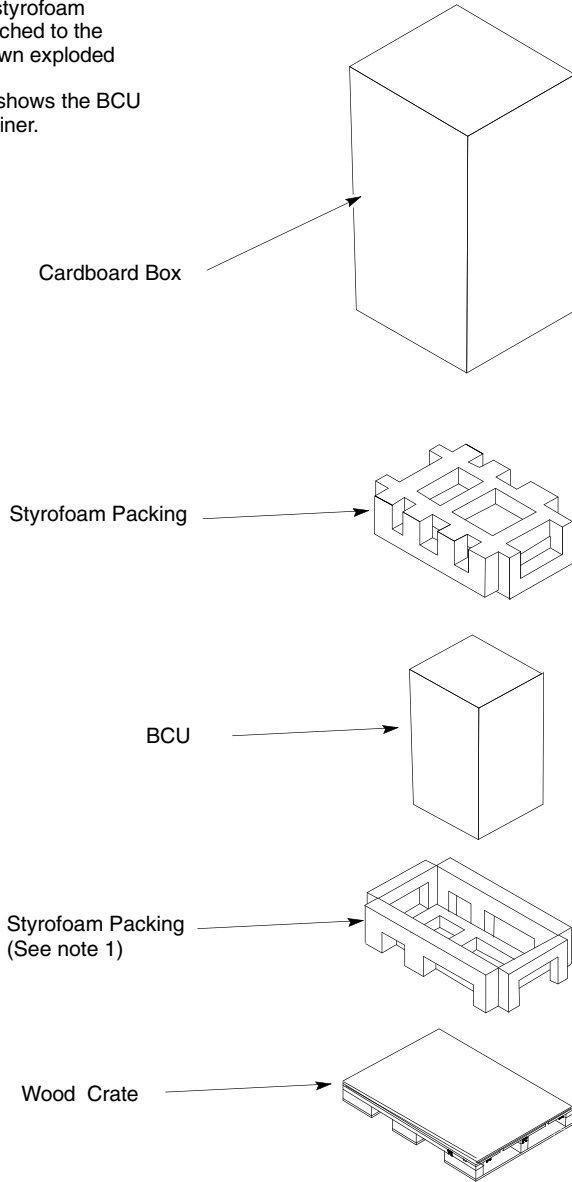 styrofoam
ched to the
wn exploded
shows the BCU
iner.
Cardboard Box
Styrofoam Packing
BCU
Styrofoam Packing
(See note 1)
Wood Crate